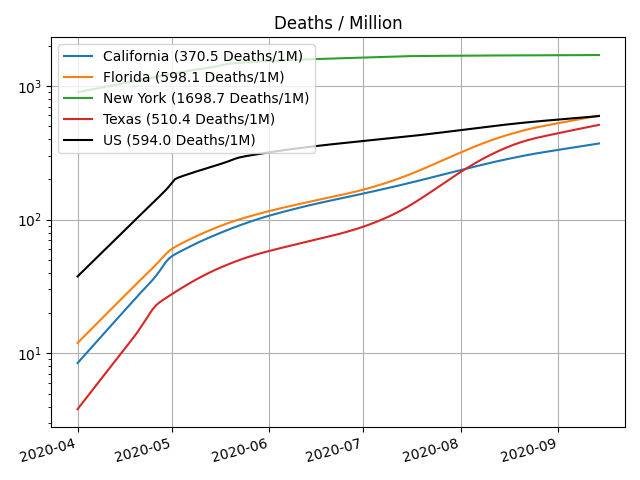 Deaths / Million
California (370.5 Deaths/1M)
Florida (598.1 Deaths/1M)
New York (1698.7 Deaths/1M)
Texas (510.4 Deaths/1M)
US (594.0 Deaths/1M)
10³
10²
10¹
2020-04 2020-05 2020-06 2020-07 2020-08 2020-09